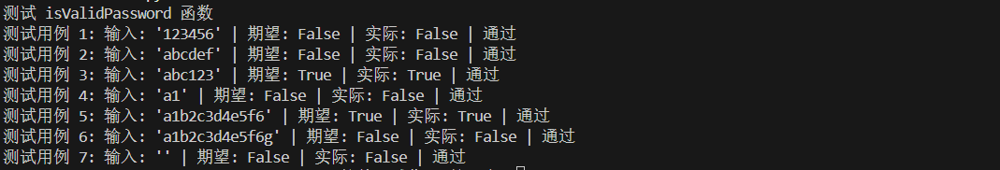 测试 isValidPassword 函数
测试用例 1: 输入: '123456' | 期望: False | 实际: False | 通过
测试用例 2: 输入: 'abcdef' | 期望: False | 实际: False | 通过
测试用例 3: 输入: 'abc123' | 期望: True | 实际: True | 通过
测试用例 4: 输入: 'a1' | 期望: False | 实际: False | 通过
测试用例 5: 输入: 'a1b2c3d4e5f6' | 期望: True | 实际: True | 通过
测试用例 6: 输入: 'a1b2c3d4e5f6g' | 期望: False | 实际: False | 通过
测试用例 7: 输入: '' | 期望: False | 实际: False | 通过